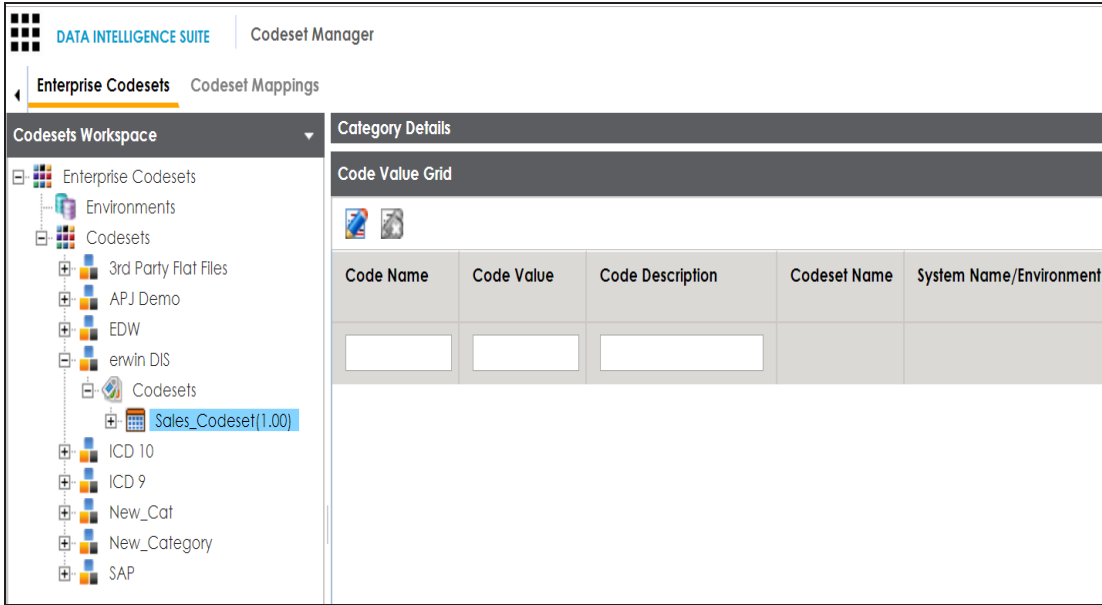 DATA INTELLIGENCE SUITE Codeset Manager
Enterprise Codesets Codeset Mappings
Codesets Workspace
Enterprise Codesets
Environments
Codesets
3rd Party Flat Files
APJ Demo
EDW
erwin DIS
Codesets
Sales_Codeset(1.00)
ICD 10
ICD 9
New_Cat
New_Category
SAP
Category Details
Code Value Grid
Code Name Code Value Code Description Codeset Name System Name/Environment